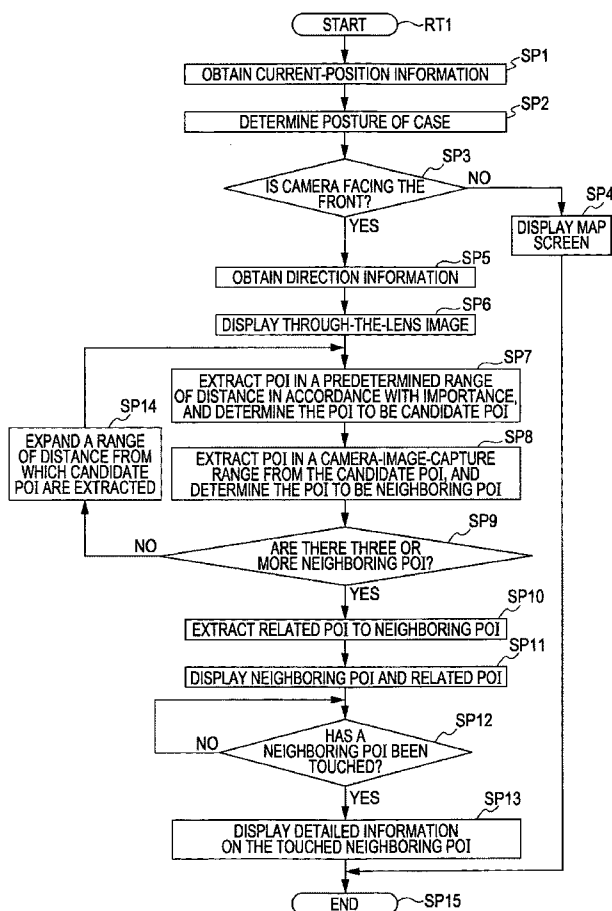 START
RT1
SP1
OBTAIN CURRENT-POSITION INFORMATION
SP2
DETERMINE POSTURE OF CASE
SP3
IS CAMERA FACING THE
FRONT?
NO
YES
SP4
DISPLAY MAP
SCREEN
SP5
OBTAIN DIRECTION INFORMATION
SP6
DISPLAY THROUGH-THE-LENS IMAGE
SP7
EXTRACT POI IN A PREDETERMINED RANGE
OF DISTANCE IN ACCORDANCE WITH IMPORTANCE,
AND DETERMINE THE POI TO BE CANDIDATE POI
SP14
EXPAND A RANGE
OF DISTANCE FROM
WHICH CANDIDATE
POI ARE EXTRACTED
SP8
EXTRACT POI IN A CAMERA-IMAGE-CAPTURE
RANGE FROM THE CANDIDATE POI, AND
DETERMINE THE POI TO BE NEIGHBORING POI
SP9
ARE THERE THREE OR
MORE NEIGHBORING POI?
NO
YES
SP10
EXTRACT RELATED POI TO NEIGHBORING POI
SP11
DISPLAY NEIGHBORING POI AND RELATED POI
SP12
HAS A
NEIGHBORING POI BEEN
TOUCHED?
NO
YES
SP13
DISPLAY DETAILED INFORMATION
ON THE TOUCHED NEIGHBORING POI
END
SP15